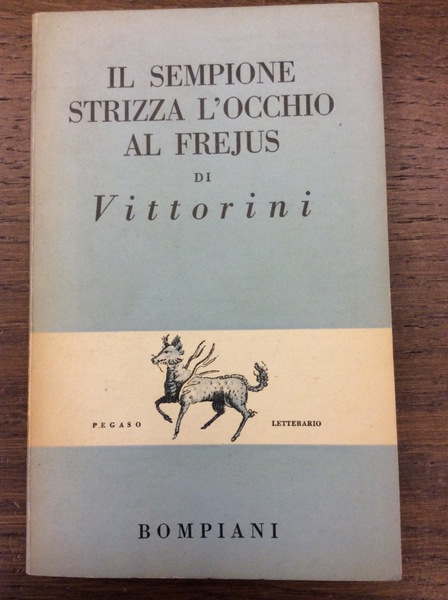 IL SEMPIONE
STRIZZA L'OCCHIO
AL FREJUS
DI
Vittorini
PEGASO LETTERARIO
BOMPIANI